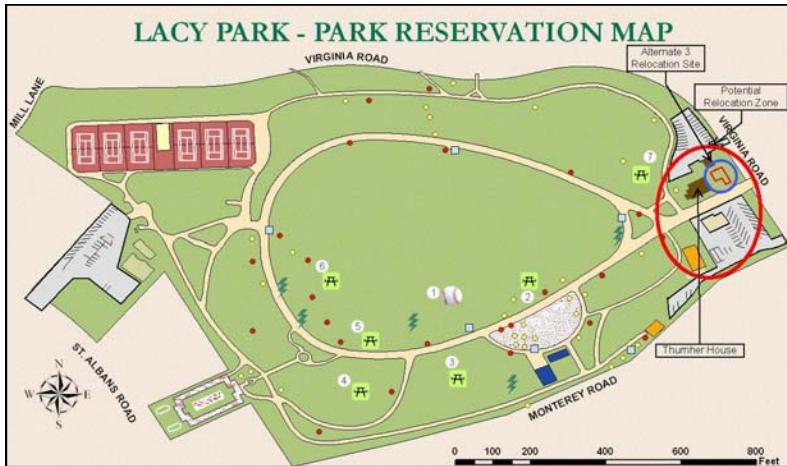 LACY PARK - PARK RESERVATION MAP
VIRGINIA ROAD
Alternate 3
Relocation Site
Potential
Relocation Zone
MILL LANE
VIRGINIA ROAD
7
6
1
2
5
3
4
Thurnher House
ST. ALBANS ROAD
MONTEREY ROAD
N
W
E
S
0 100 200 400 600 800
Feet